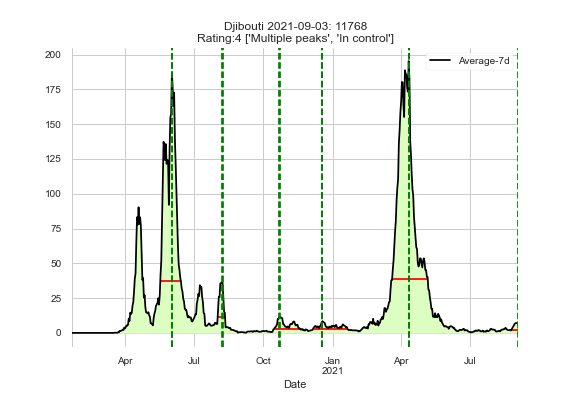 Djibouti 2021-09-03: 11768
Rating:4 ['Multiple peaks', 'In control']
Average-7d
200
175
150
125
100
75
50
25
0
Apr Jul Oct Jan Apr Jul
2021
Date